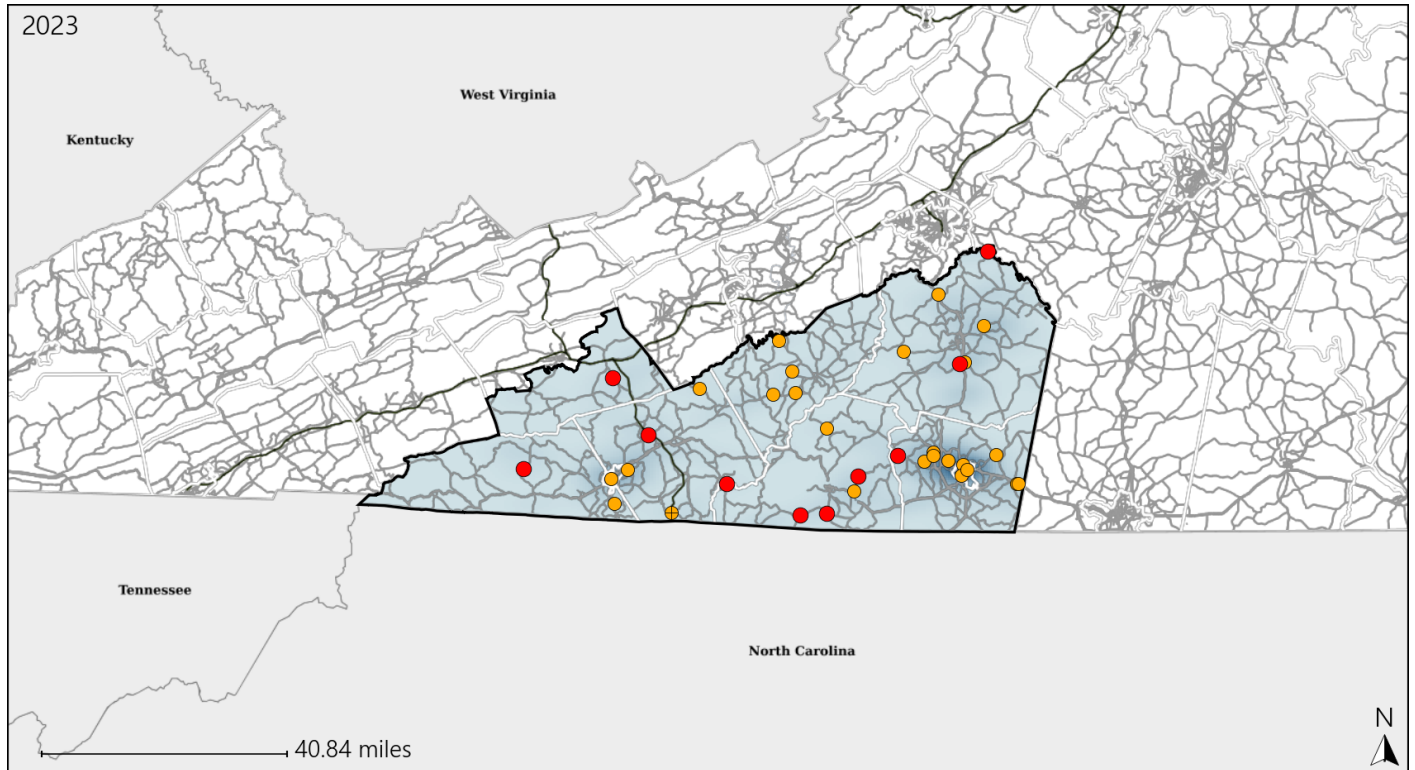 2023
West Virginia
Kentucky
Tennessee
North Carolina
N
40.84 miles